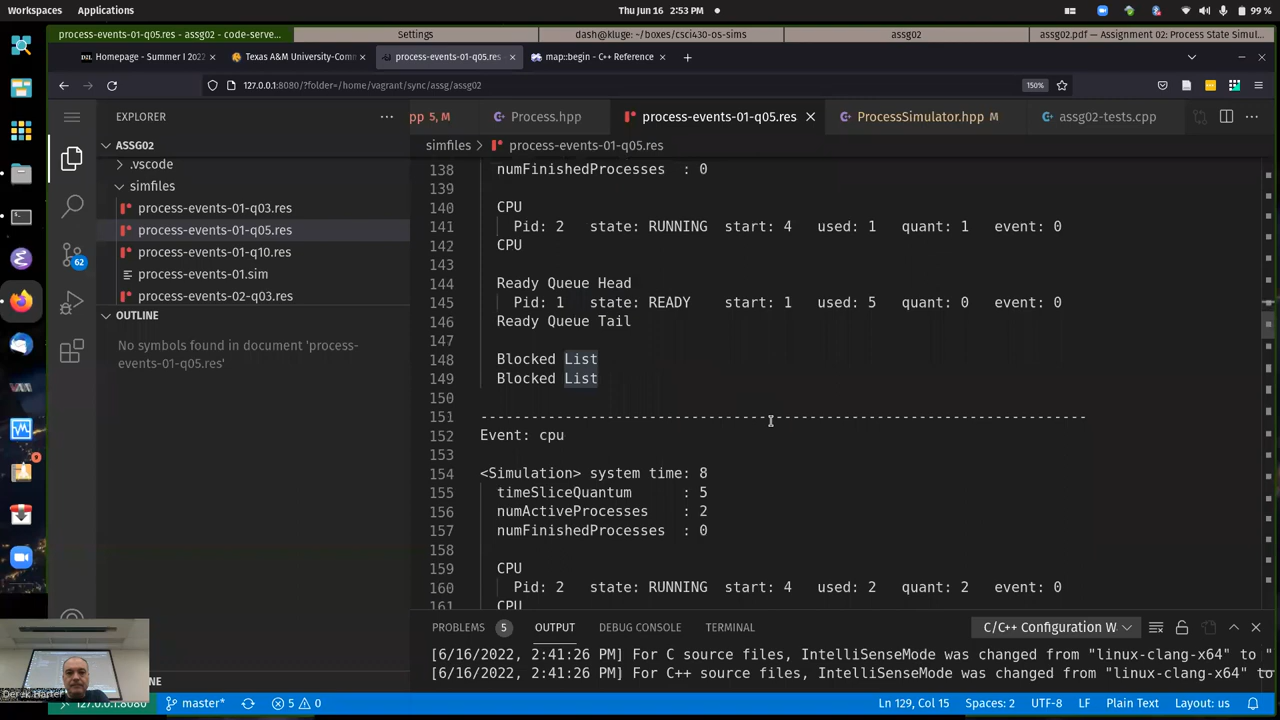 Workspaces
Applications
Thu Jun 16 2:53 PM
99 %
process-events-01-q05.res - assg02 - code-serve...
Settings
dash@kluge: ~/boxes/csci430-os-sims
assg02
assg02.pdf — Assignment 02: Process State Simul...
Homepage - Summer I 2022
Texas A&M University-Comm
process-events-01-q05.res
map::begin - C++ Reference
127.0.0.1:8080/?folder=/home/vagrant/sync/assg/assg02
150%
EXPLORER
pp 5, M
Process.hpp
process-events-01-q05.res
ProcessSimulator.hpp M
assg02-tests.cpp
ASSG02
simfiles > process-events-01-q05.res
.vscode
simfiles
process-events-01-q03.res
process-events-01-q05.res
process-events-01-q10.res
process-events-01.sim
process-events-02-q03.res
62
OUTLINE
No symbols found in document 'process-
events-01-q05.res'
9
138 numFinishedProcesses : 0
139
140 CPU
141 Pid: 2 state: RUNNING start: 4 used: 1 quant: 1 event: 0
142 CPU
143
144 Ready Queue Head
145 Pid: 1 state: READY start: 1 used: 5 quant: 0 event: 0
146 Ready Queue Tail
147
148 Blocked List
149 Blocked List
150
151 ------------------------------------------------------------------------
152 Event: cpu
153
154 <Simulation> system time: 8
155 timeSliceQuantum : 5
156 numActiveProcesses : 2
157 numFinishedProcesses : 0
158
159 CPU
160 Pid: 2 state: RUNNING start: 4 used: 2 quant: 2 event: 0
161 CPU
PROBLEMS 5
OUTPUT
DEBUG CONSOLE
TERMINAL
C/C++ Configuration W
[6/16/2022, 2:41:26 PM] For C source files, IntelliSenseMode was changed from "linux-clang-x64" to "
[6/16/2022, 2:41:26 PM] For C++ source files, IntelliSenseMode was changed from "linux-clang-x64" to
Derek Harter
NE
127.0.0.1:8080
master*
5 0
Ln 129, Col 15
Spaces: 2
UTF-8
LF
Plain Text
Layout: us